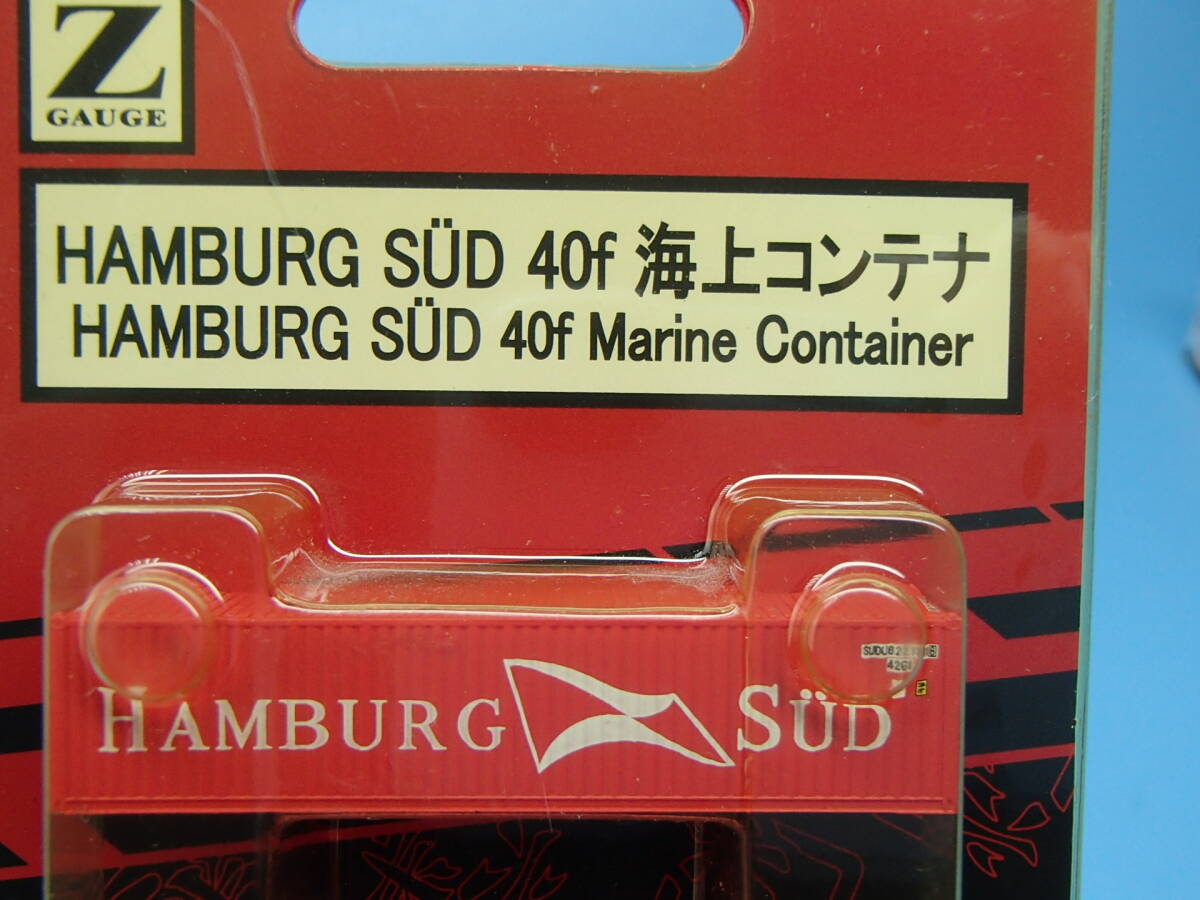 Z
GAUGE
HAMBURG SÜD 40f 海上コンテナ
HAMBURG SÜD 40f Marine Container
HAMBURG SÜD